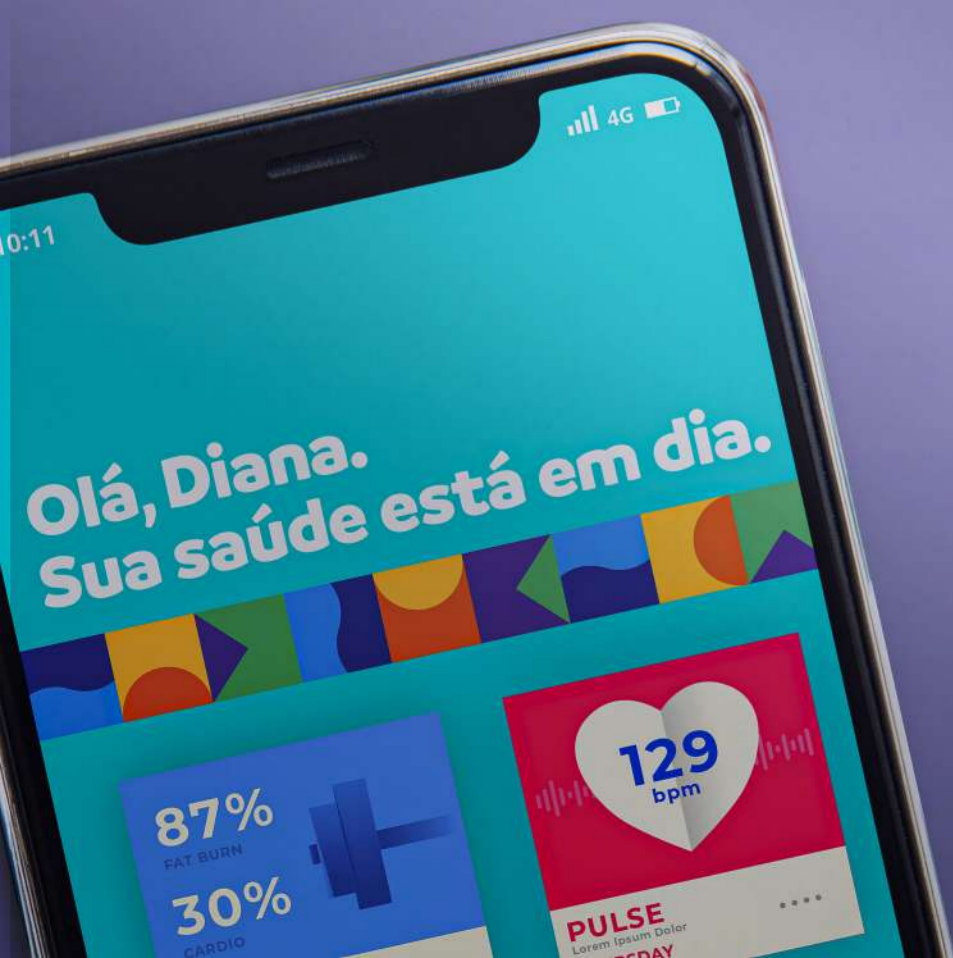 4G
10:11
Olá, Diana.
Sua saúde está em dia.
87%
FAT BURN
30%
CARDIO
129
bpm
PULSE
Lorem Ipsum Dolor